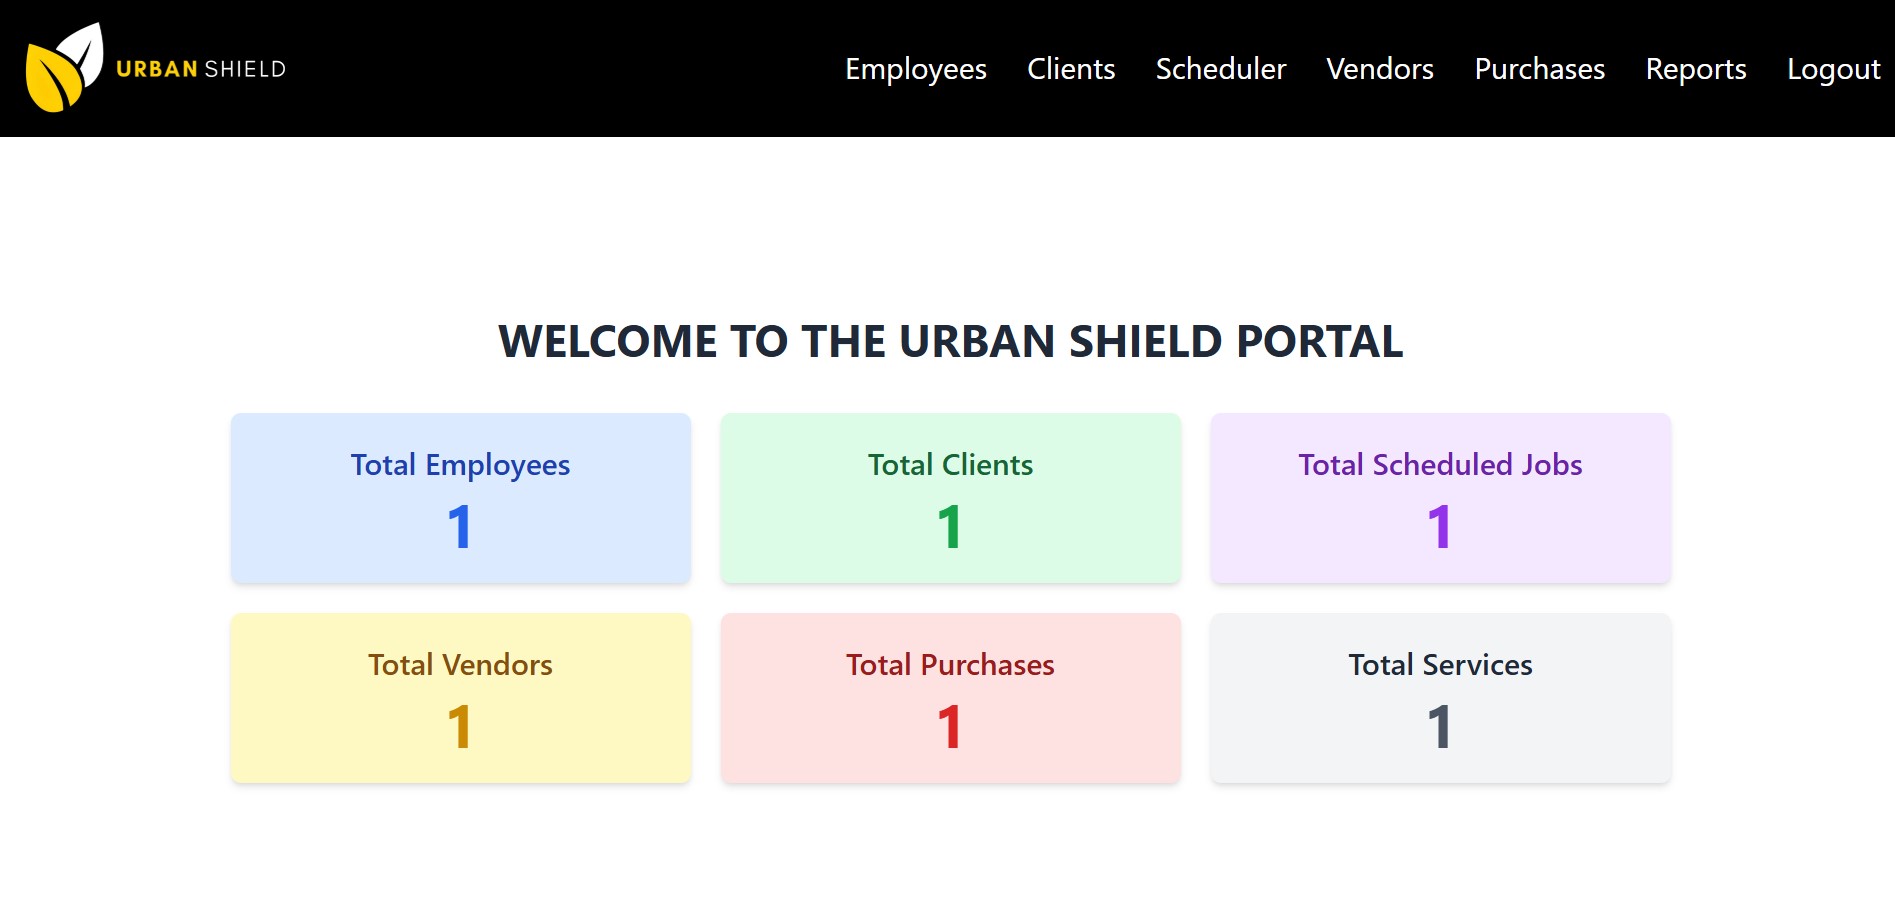 URBAN SHIELD
Employees Clients Scheduler Vendors Purchases Reports Logout
WELCOME TO THE URBAN SHIELD PORTAL
Total Employees
1
Total Clients
1
Total Scheduled Jobs
1
Total Vendors
1
Total Purchases
1
Total Services
1